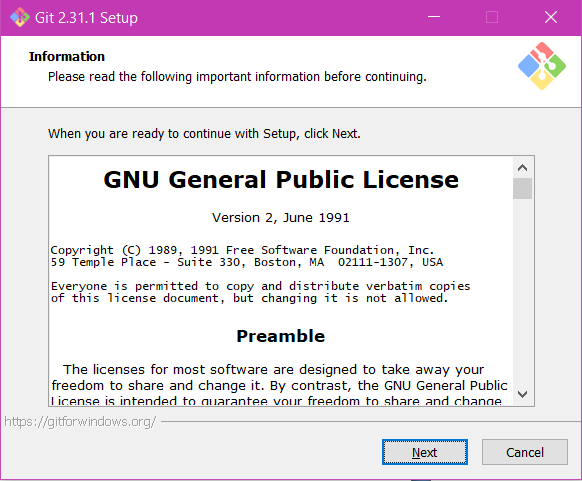 Git 2.31.1 Setup
Information
Please read the following important information before continuing.
When you are ready to continue with Setup, click Next.
GNU General Public License
Version 2, June 1991
Copyright (C) 1989, 1991 Free Software Foundation, Inc.
59 Temple Place - Suite 330, Boston, MA  02111-1307, USA
Everyone is permitted to copy and distribute verbatim copies
of this license document, but changing it is not allowed.
Preamble
The licenses for most software are designed to take away your
freedom to share and change it. By contrast, the GNU General Public
License is intended to guarantee your freedom to share and change
https://gitforwindows.org/
Next
Cancel